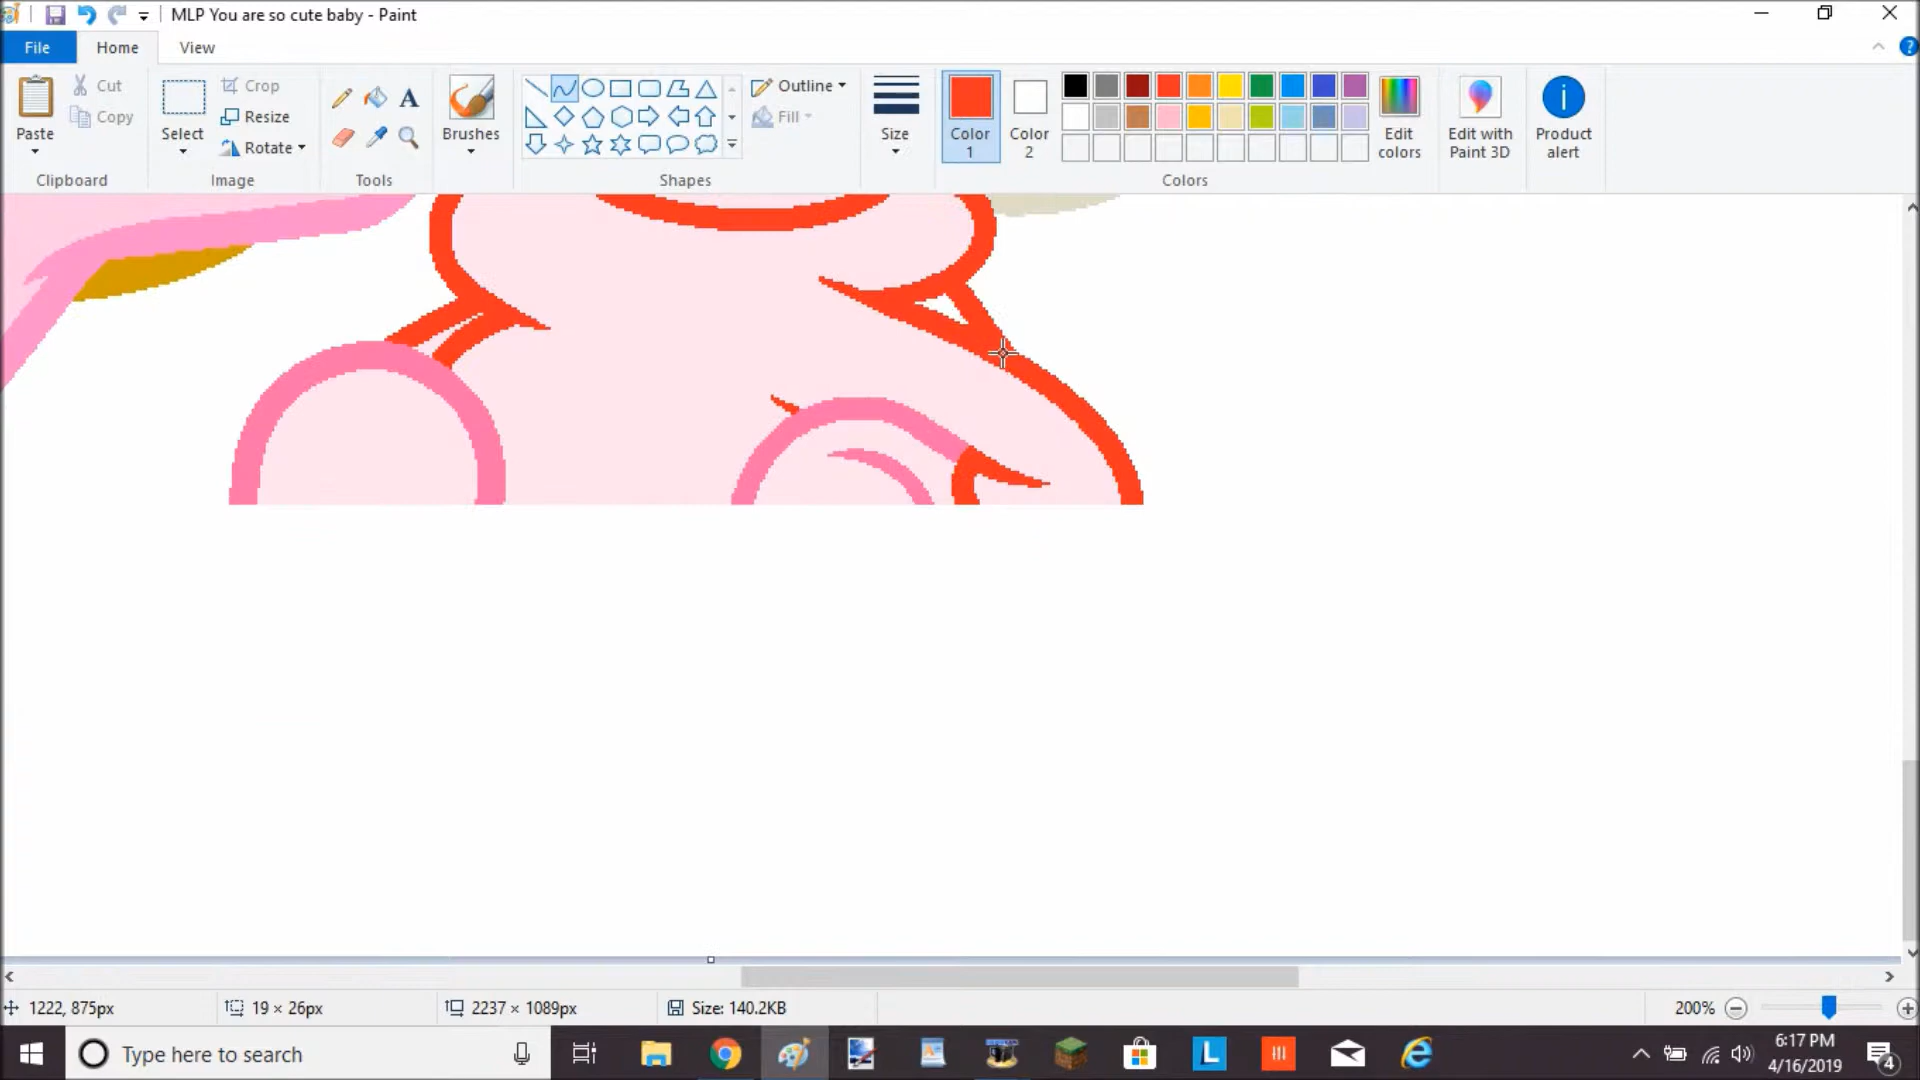 MLP You are so cute baby - Paint
File Home View
Paste
Cut
Copy
Clipboard
Select
Crop
Resize
Rotate
Image
A
Tools
Brushes
Shapes
Outline
Fill
Size
Color 1
Color 2
Colors
Edit colors
Edit with Paint 3D
Product alert
1222, 875px
19 × 26px
2237 × 1089px
Size: 140.2KB
200%
Type here to search
L
6:17 PM
4/16/2019
4